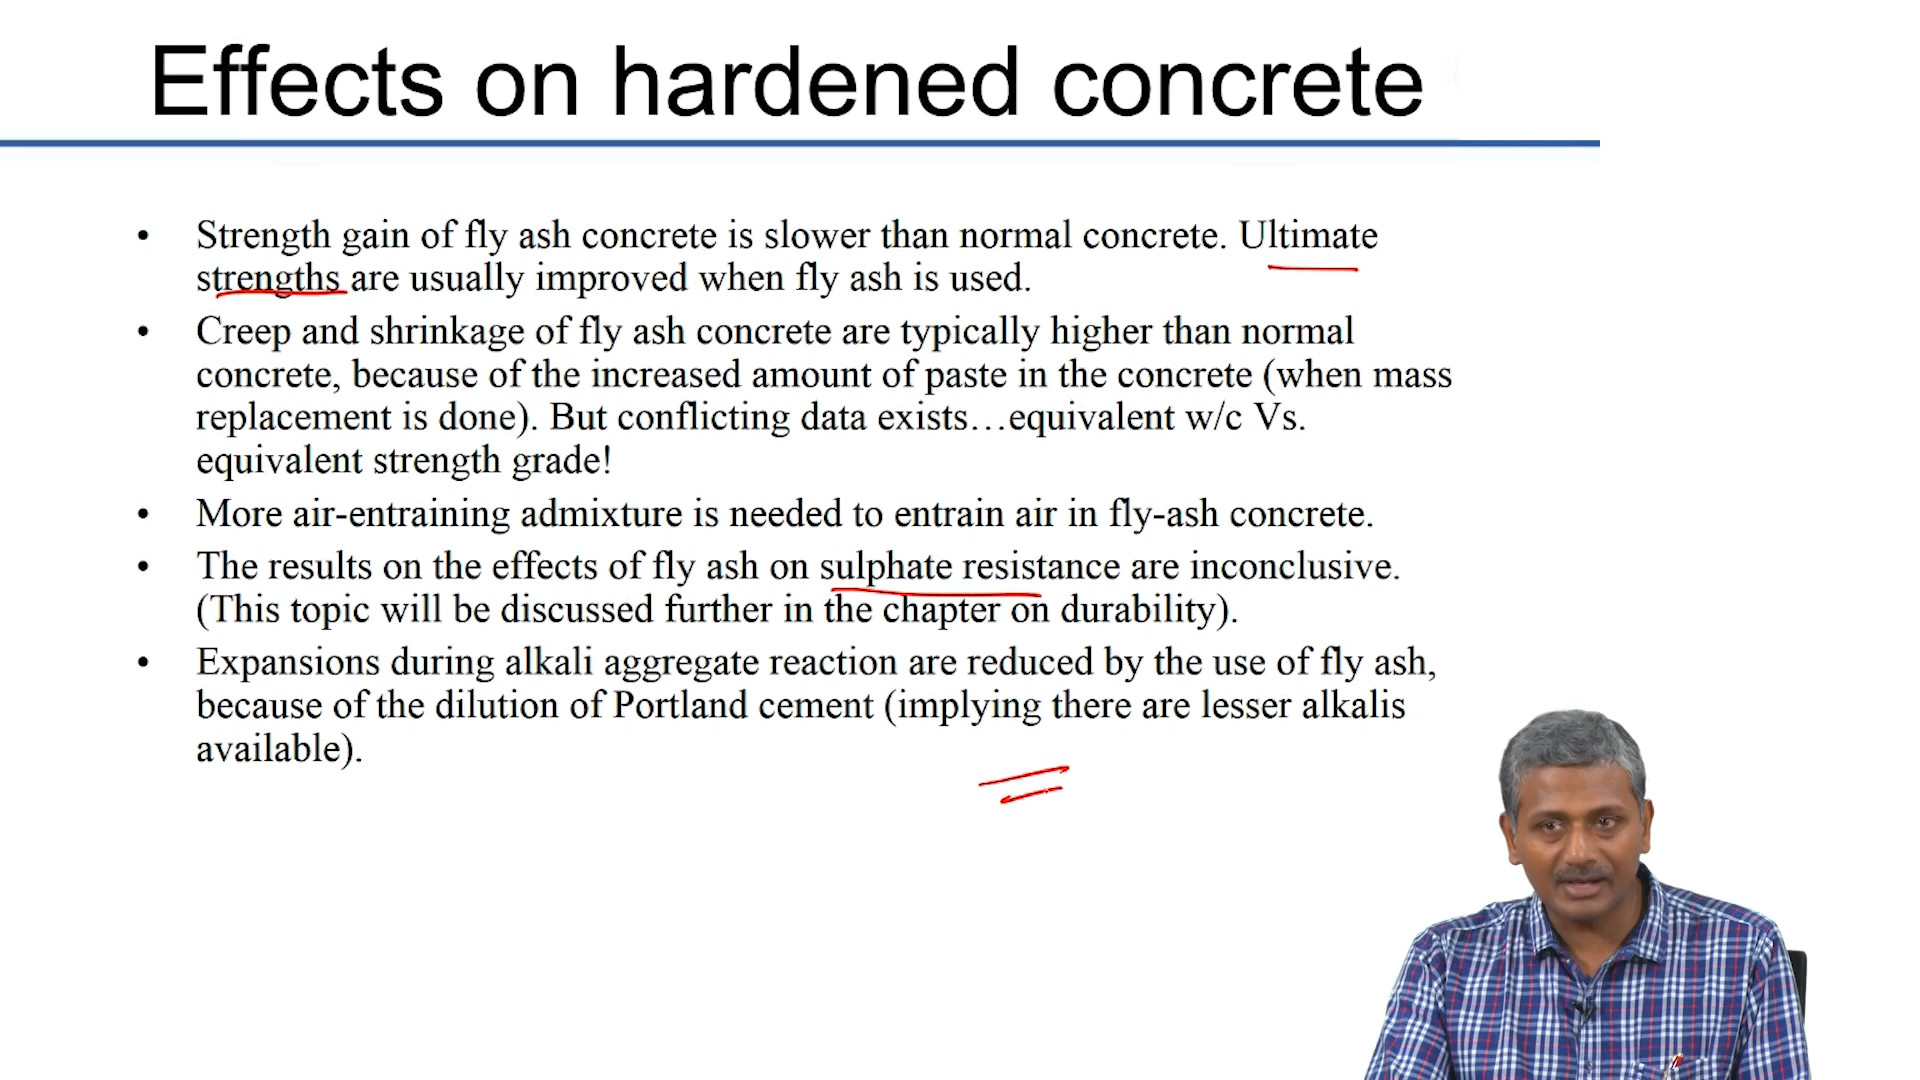 Effects on hardened concrete
• Strength gain of fly ash concrete is slower than normal concrete. Ultimate
strengths are usually improved when fly ash is used.
• Creep and shrinkage of fly ash concrete are typically higher than normal
concrete, because of the increased amount of paste in the concrete (when mass
replacement is done). But conflicting data exists…equivalent w/c Vs.
equivalent strength grade!
• More air-entraining admixture is needed to entrain air in fly-ash concrete.
• The results on the effects of fly ash on sulphate resistance are inconclusive.
(This topic will be discussed further in the chapter on durability).
• Expansions during alkali aggregate reaction are reduced by the use of fly ash,
because of the dilution of Portland cement (implying there are lesser alkalis
available).